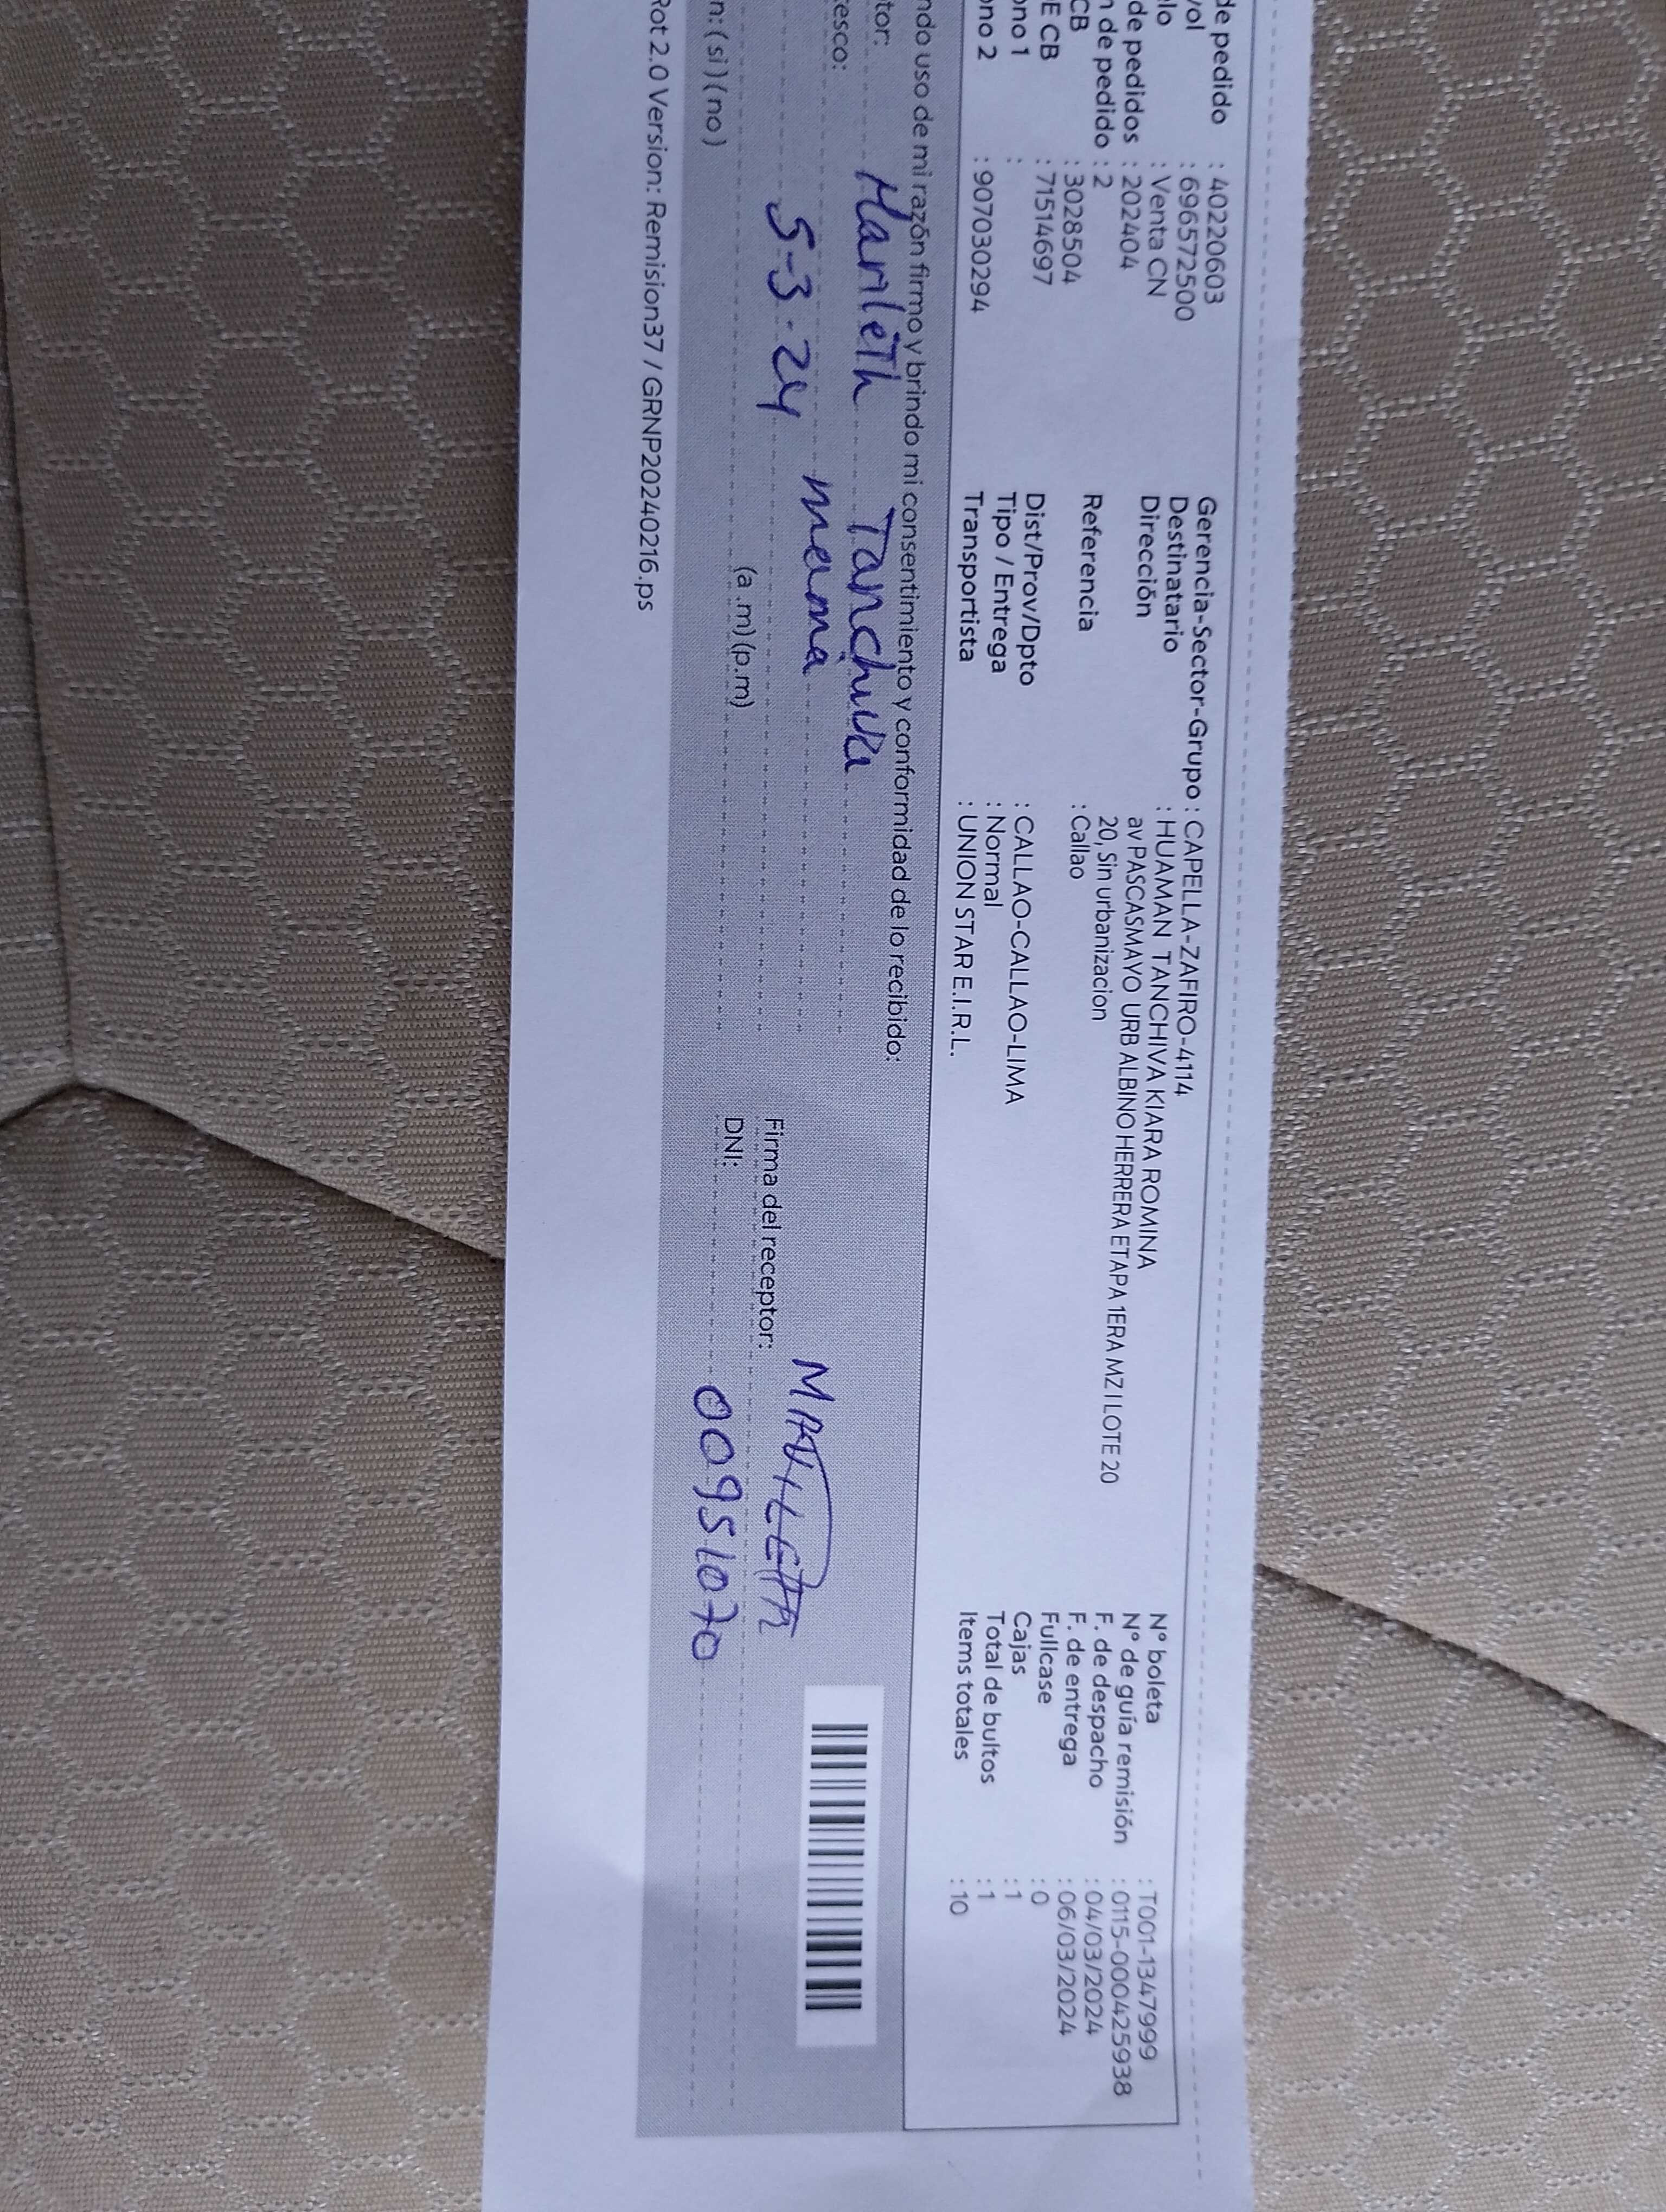 de pedido : 40220603
vol : 696572500
lo : Venta CN
de pedidos : 202404
n de pedido : 2
CB : 3028504
E CB : 71514697
ono 1 :
ono 2 : 907030294
Gerencia-Sector-Grupo : CAPELLA-ZAFIRO-4114
Destinatario : HUAMAN TANCHIVA KIARA ROMINA
Dirección av PASCASMAYO URB ALBINO HERRERA ETAPA 1ERA MZ I LOTE 20
20, Sin urbanizacion
Referencia : Callao
Dist/Prov/Dpto : CALLAO-CALLAO-LIMA
Tipo / Entrega : Normal
Transportista : UNION STAR E.I.R.L.
N° boleta : T001-1347999
N° de guía remisión : 0115-000425938
F. de despacho : 04/03/2024
F. de entrega : 06/03/2024
Fullcase : 0
Cajas : 1
Total de bultos : 1
Items totales : 10
ndo uso de mi razón firmo y brindo mi consentimiento y conformidad de lo recibido:
tor: Marileth Tanchiva
esco: mamá
5-3-24
(a.m) (p.m)
n: (si) (no)
Firma del receptor: MARILETH
DNI: 00951070
Rot 2.0 Version: Remision37 / GRNP20240216.ps